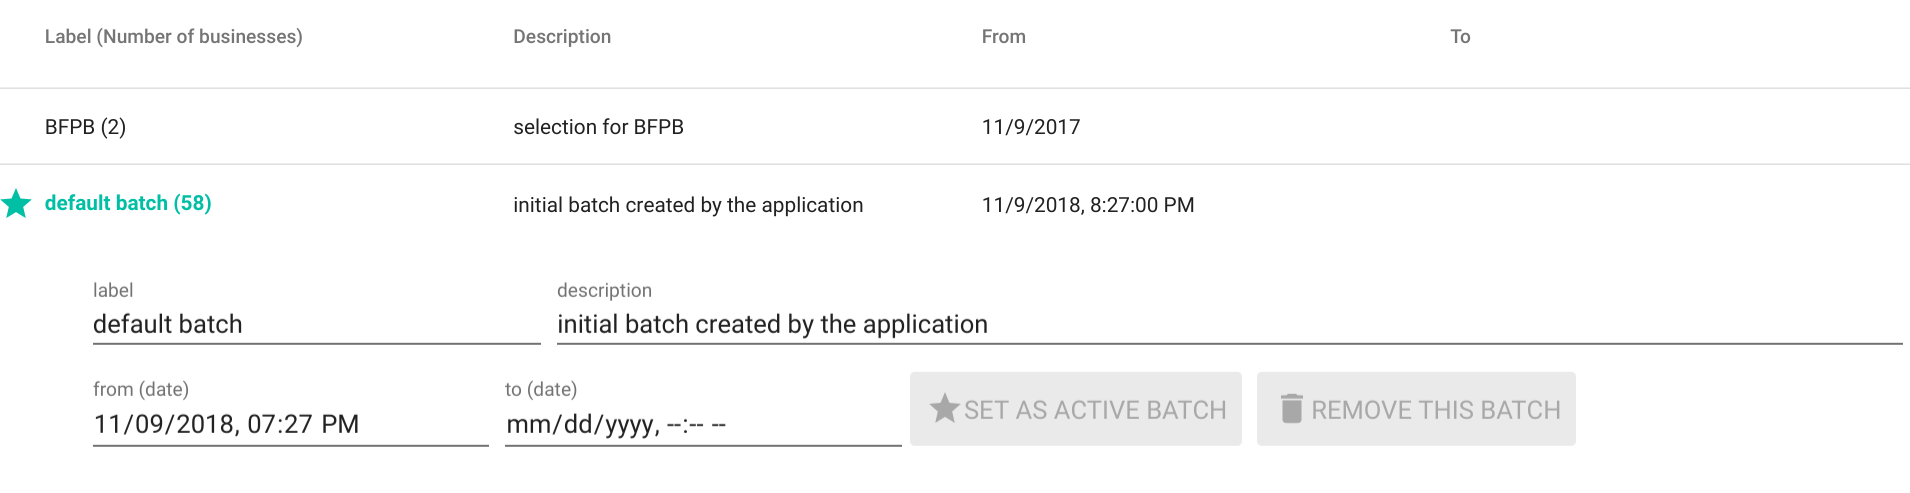 Label (Number of businesses) Description From To
BFPB (2) selection for BFPB 11/9/2017
default batch (58) initial batch created by the application 11/9/2018, 8:27:00 PM
label description
default batch initial batch created by the application
from (date) to (date)
11/09/2018, 07:27 PM mm/dd/yyyy, --:-- -- SET AS ACTIVE BATCH REMOVE THIS BATCH